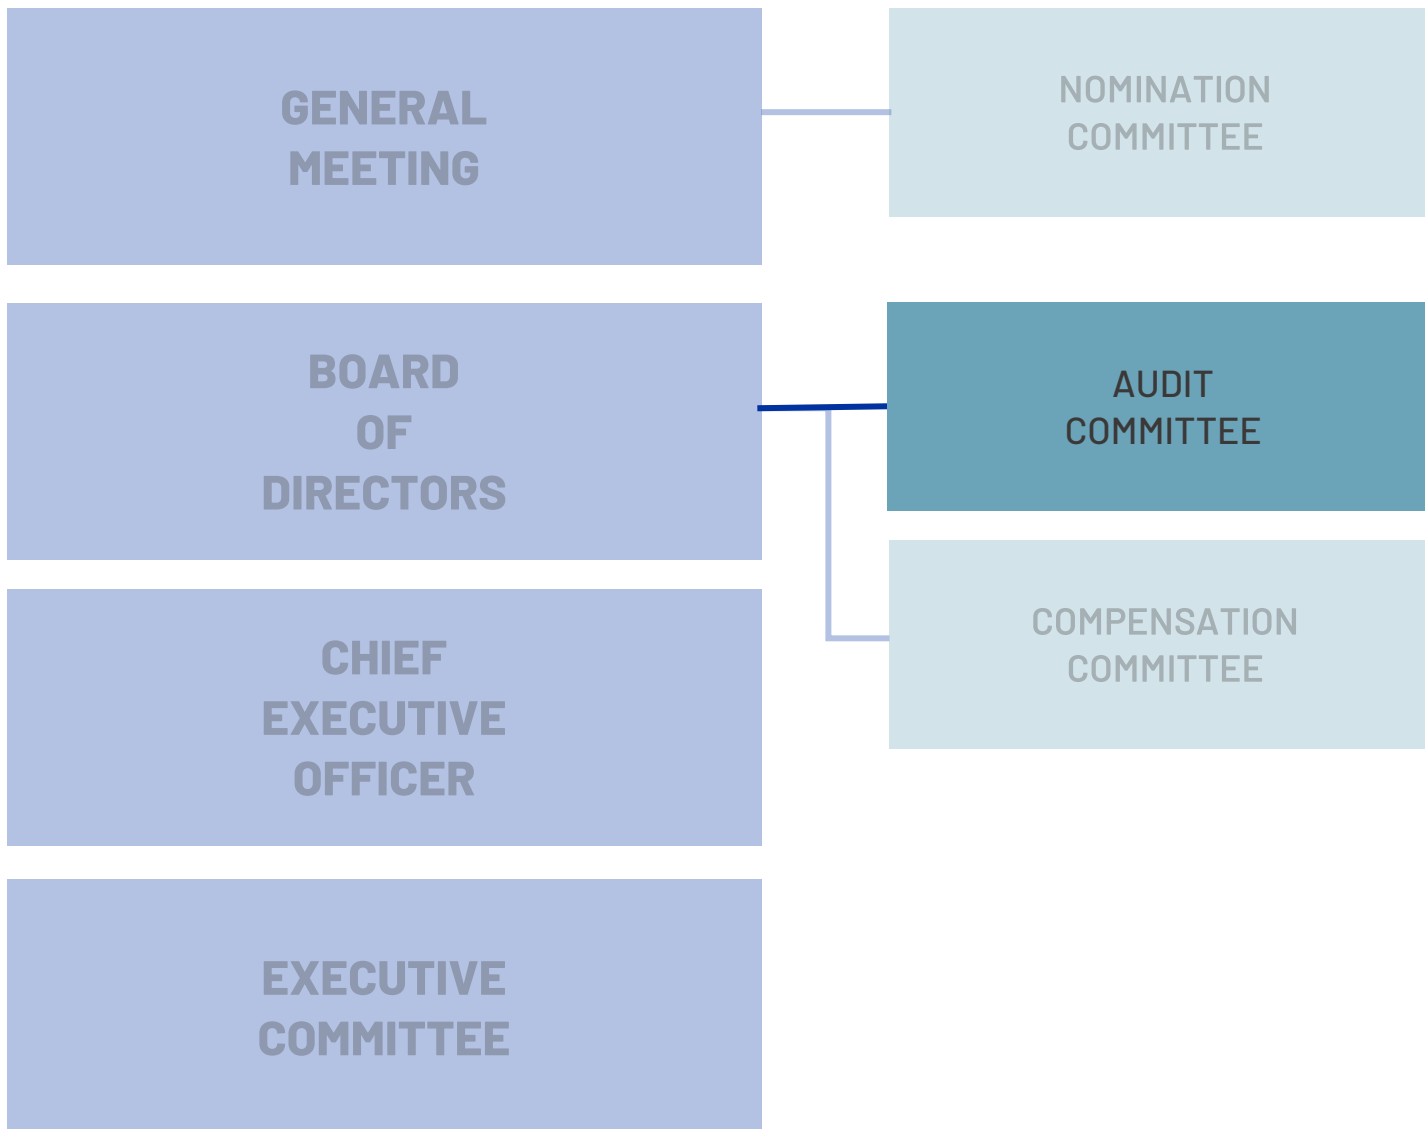 GENERAL
MEETING
NOMINATION
COMMITTEE
BOARD
OF
DIRECTORS
AUDIT
COMMITTEE
COMPENSATION
COMMITTEE
CHIEF
EXECUTIVE
OFFICER
EXECUTIVE
COMMITTEE